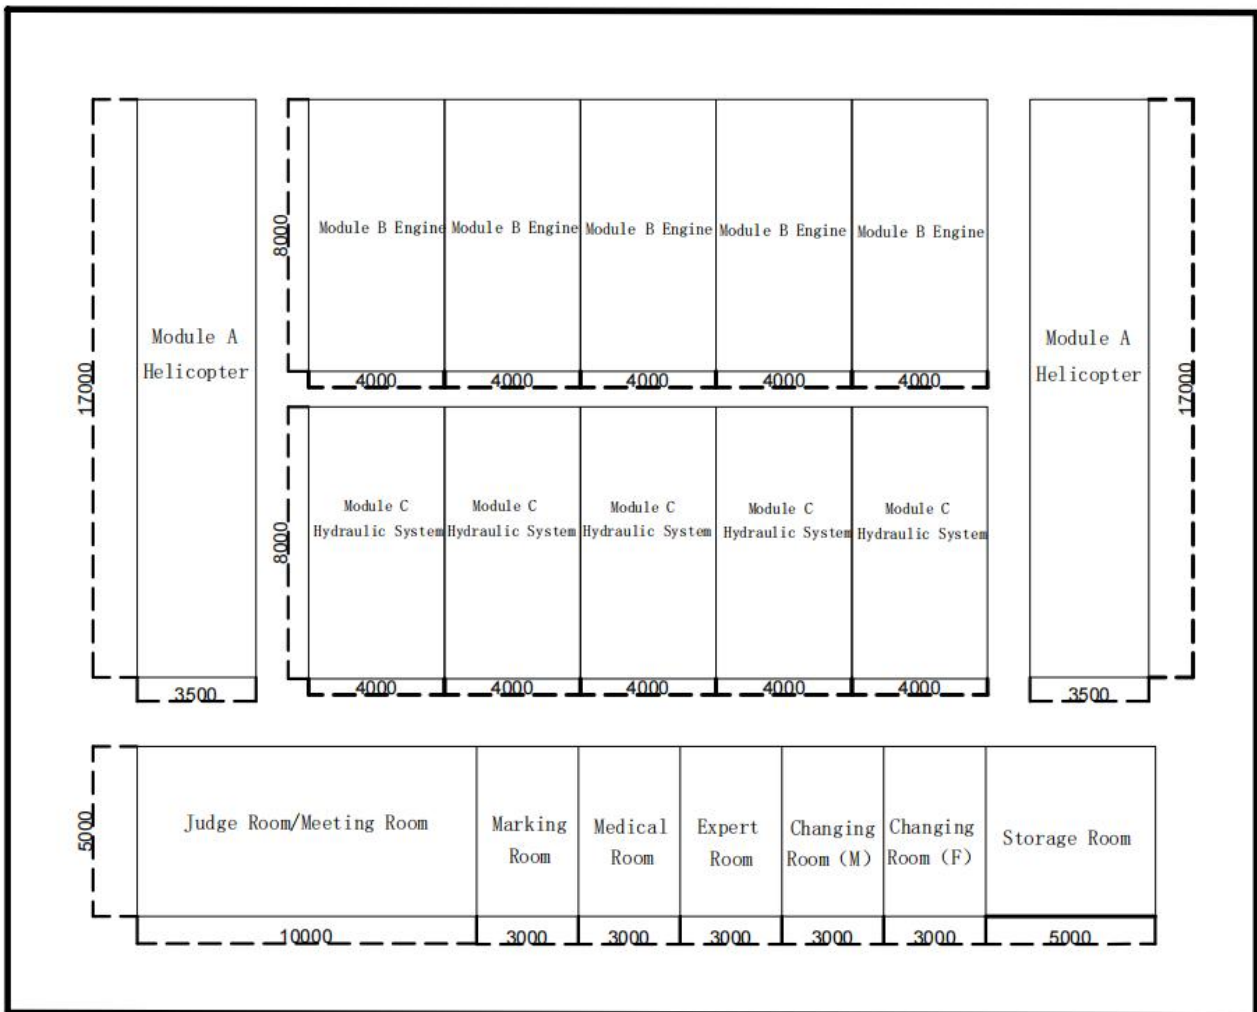 Module A
Helicopter
17000
3500
8000
Module B Engine
Module B Engine
Module B Engine
Module B Engine
Module B Engine
4000
4000
4000
4000
4000
8000
Module C
Hydraulic System
Module C
Hydraulic System
Module C
Hydraulic System
Module C
Hydraulic System
Module C
Hydraulic System
4000
4000
4000
4000
4000
Module A
Helicopter
17000
3500
5000
Judge Room/Meeting Room
Marking
Room
Medical
Room
Expert
Room
Changing
Room (M)
Changing
Room (F)
Storage Room
10000
3000
3000
3000
3000
3000
5000